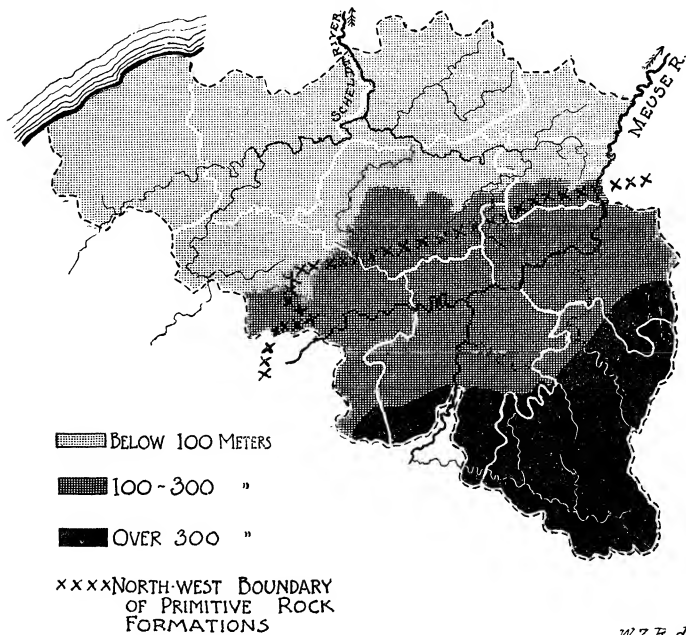 SCHELDT RIVER
MEUSE R.
BELOW 100 METERS
100-300 "
OVER 300 "
xxxx NORTH-WEST BOUNDARY
OF PRIMITIVE ROCK
FORMATIONS